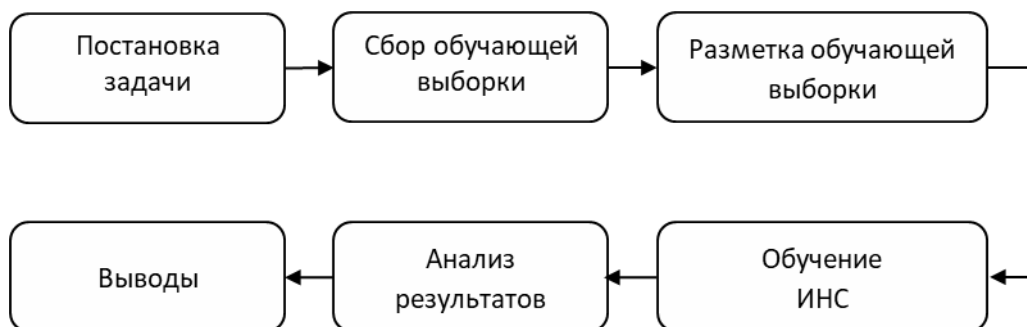 Постановка
задачи
Сбор обучающей
выборки
Разметка обучающей
выборки
Обучение
ИНС
Анализ
результатов
Выводы